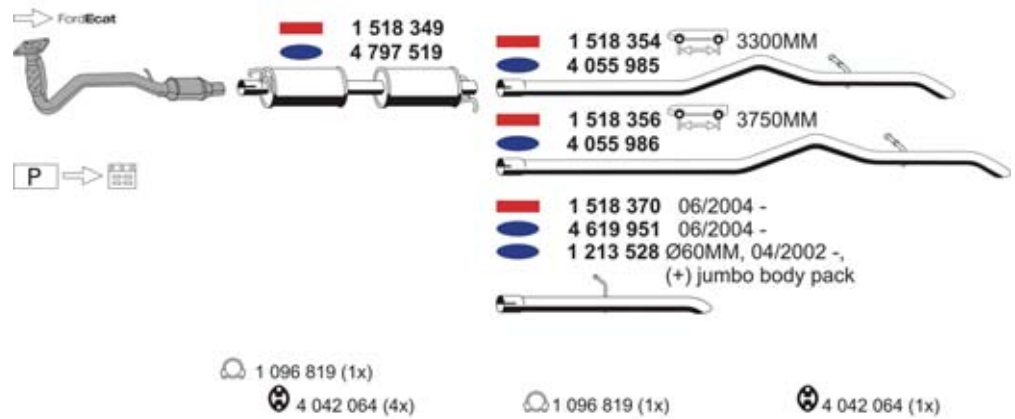 FordEcat
1 518 349
4 797 519
1 518 354 3300MM
4 055 985
1 518 356 3750MM
4 055 986
P
1 518 370 06/2004 -
4 619 951 06/2004 -
1 213 528 Ø60MM, 04/2002 -,
(+) jumbo body pack
1 096 819 (1x)
4 042 064 (4x)
1 096 819 (1x)
4 042 064 (1x)